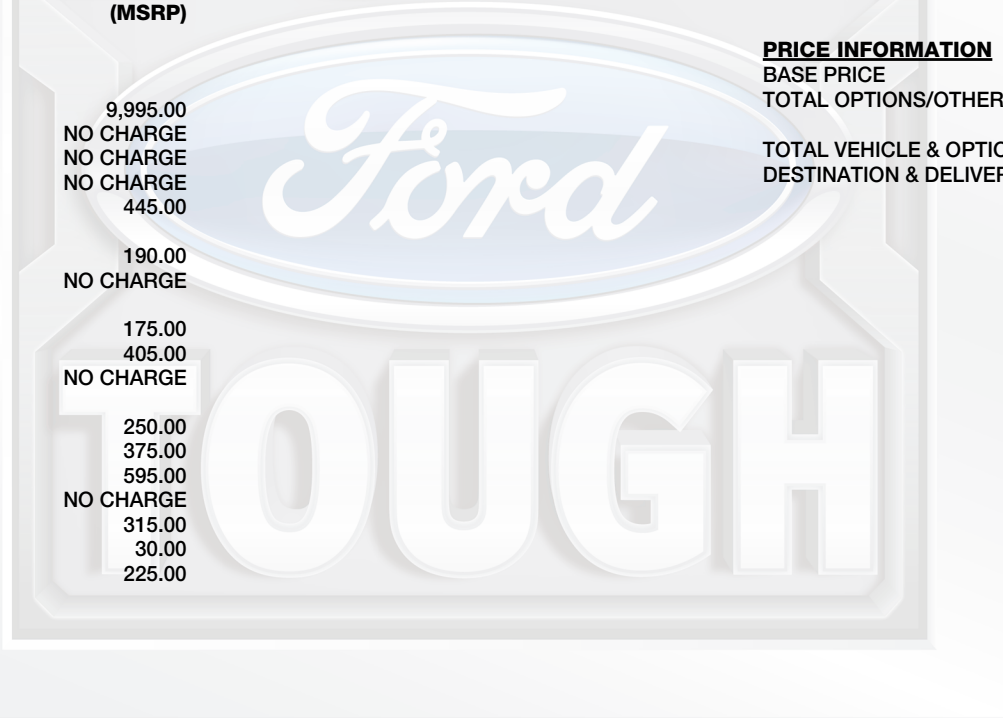 (MSRP)
9,995.00
NO CHARGE
NO CHARGE
NO CHARGE
445.00
190.00
NO CHARGE
175.00
405.00
NO CHARGE
250.00
375.00
595.00
NO CHARGE
315.00
30.00
225.00
PRICE INFORMATION
BASE PRICE
TOTAL OPTIONS/OTHER
TOTAL VEHICLE & OPTIO
DESTINATION & DELIVER
Ford
TOUGH